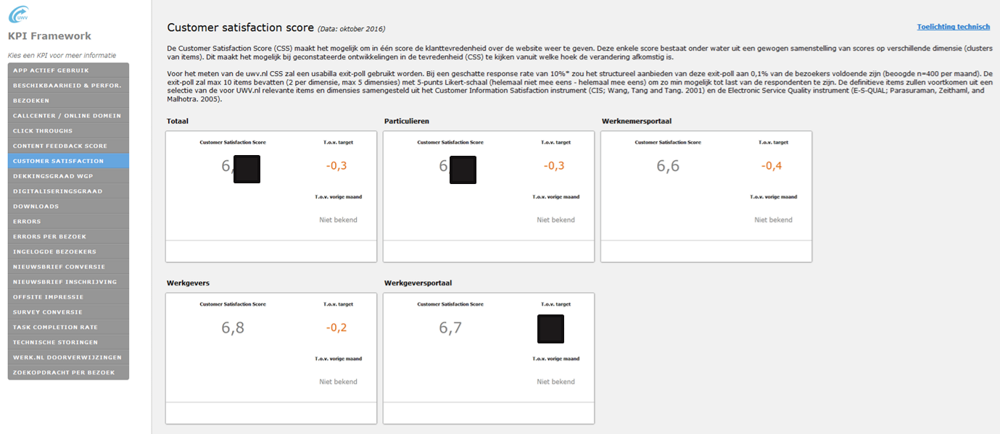 UWV
KPI Framework
Kies een KPI voor meer informatie
APP ACTIEF GEBRUIK
BESCHIKBAARHEID & PERFOR.
BEZOEKEN
CALLCENTER / ONLINE DOMEIN
CLICK THROUGHS
CONTENT FEEDBACK SCORE
CUSTOMER SATISFACTION
DEKKINGSGRAAD WGP
DIGITALISERINGSGRAAD
DOWNLOADS
ERRORS
ERRORS PER BEZOEK
INGELOGDE BEZOEKERS
NIEUWSBRIEF CONVERSIE
NIEUWSBRIEF INSCHRIJVING
OFFSITE IMPRESSIE
SURVEY CONVERSIE
TASK COMPLETION RATE
TECHNISCHE STORINGEN
WERK.NL DOORVERWIJZINGEN
ZOEKOPDRACHT PER BEZOEK
Customer satisfaction score (Data: oktober 2016)
Toelichting technisch
De Customer Satisfaction Score (CSS) maakt het mogelijk om in één score de klanttevredenheid over de website weer te geven. Deze enkele score bestaat onder water uit een gewogen samenstelling van scores op verschillende dimensie (clusters
van items). Dit maakt het mogelijk bij geconstateerde ontwikkelingen in de tevredenheid (CSS) te kijken vanuit welke hoek de verandering afkomstig is.
Voor het meten van de uwv.nl CSS zal een usabilla exit-poll gebruikt worden. Bij een geschatte response rate van 10%* zou het structureel aanbieden van deze exit-poll aan 0,1% van de bezoekers voldoende zijn (beoogde n=400 per maand). De
exit-poll zal max 10 items bevatten (2 per dimensie, max 5 dimensies) met 5-punts Likert-schaal (helemaal niet mee eens - helemaal mee eens) om zo min mogelijk tot last van de respondenten te zijn. De definitieve items zullen voortkomen uit een
selectie van de voor UWV.nl relevante items en dimensies samengesteld uit het Customer Information Satisfaction instrument (CIS; Wang, Tang and Tang. 2001) en de Electronic Service Quality instrument (E-S-QUAL; Parasuraman, Zeithaml, and
Malhotra. 2005).
Totaal
Customer Satisfaction Score T.o.v. target
6, -0,3
T.o.v. vorige maand
Niet bekend
Particulieren
Customer Satisfaction Score T.o.v. target
6 -0,3
T.o.v. vorige maand
Niet bekend
Werknemersportaal
Customer Satisfaction Score T.o.v. target
6,6 -0,4
T.o.v. vorige maand
Niet bekend
Werkgevers
Customer Satisfaction Score T.o.v. target
6,8 -0,2
T.o.v. vorige maand
Niet bekend
Werkgeversportaal
Customer Satisfaction Score T.o.v. target
6,7
T.o.v. vorige maand
Niet bekend